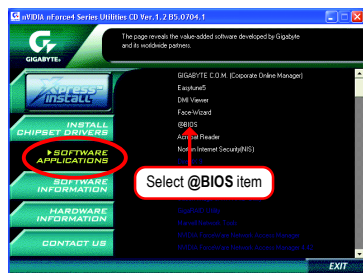 nVIDIA nForce4 Series Utilities CD Ver.1.2 B5.0704.1
GIGABYTE
The page reveals the value-added software developed by Gigabyte
and its worldwide partners.
Xpress
INSTALL
INSTALL
CHIPSET DRIVERS
SOFTWARE
APPLICATIONS
SOFTWARE
INFORMATION
HARDWARE
INFORMATION
CONTACT US
GIGABYTE C.O.M. (Corporate Online Manager)
Easytune5
DMI Viewer
Face-Wizard
@BIOS
Acrobat Reader
Norton Internet Security(NIS)
Select @BIOS item
EXIT